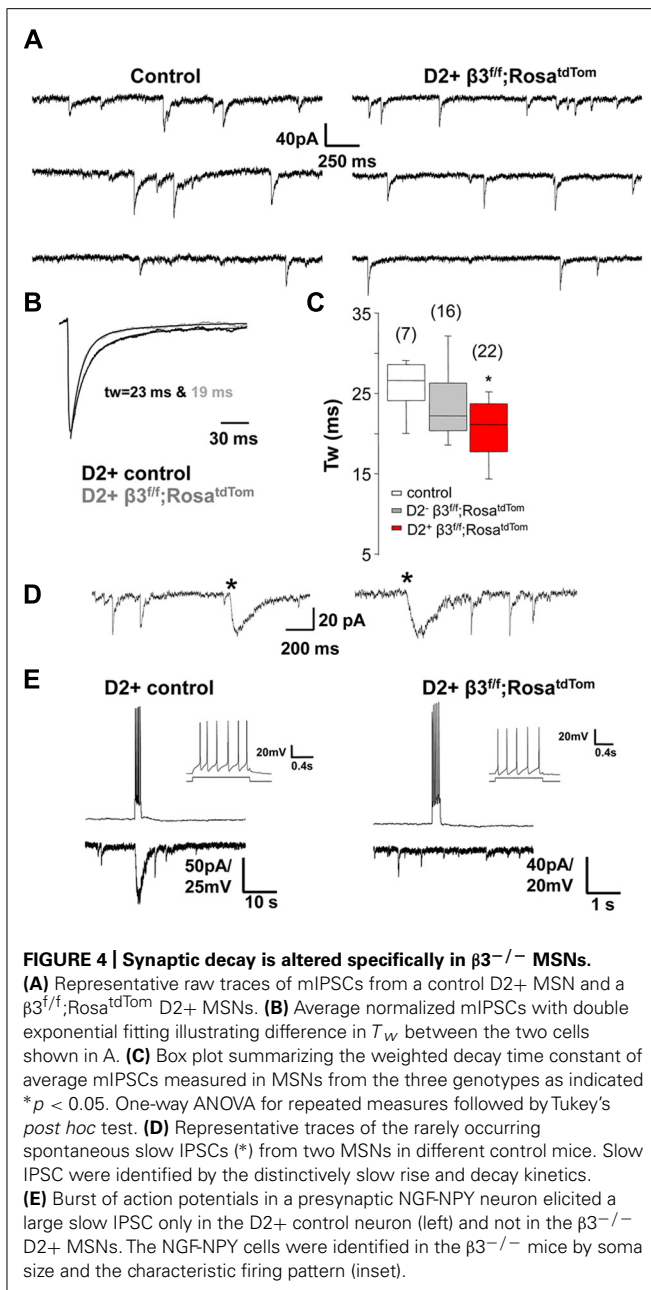 A
Control
D2+ β3f/f;RosatdTom
40pA
250 ms
B
tw=23 ms & 19 ms
30 ms
D2+ control
D2+ β3f/f;RosatdTom
C
35
25
15
5
Tw (ms)
(7)
(16)
(22)
*
control
D2- β3f/f;RosatdTom
D2+ β3f/f;RosatdTom
D
*
*
20 pA
200 ms
E
D2+ control
D2+ β3f/f;RosatdTom
20mV
0.4s
20mV
0.4s
50pA/
25mV
10 s
40pA/
20mV
1 s
FIGURE 4 | Synaptic decay is altered specifically in β3−/− MSNs.
(A) Representative raw traces of mIPSCs from a control D2+ MSN and a
β3f/f;RosatdTom D2+ MSNs. (B) Average normalized mIPSCs with double
exponential fitting illustrating difference in TW between the two cells
shown in A. (C) Box plot summarizing the weighted decay time constant of
average mIPSCs measured in MSNs from the three genotypes as indicated
*p < 0.05. One-way ANOVA for repeated measures followed by Tukey's
post hoc test. (D) Representative traces of the rarely occurring
spontaneous slow IPSCs (*) from two MSNs in different control mice. Slow
IPSC were identified by the distinctively slow rise and decay kinetics.
(E) Burst of action potentials in a presynaptic NGF-NPY neuron elicited a
large slow IPSC only in the D2+ control neuron (left) and not in the β3−/−
D2+ MSNs. The NGF-NPY cells were identified in the β3−/− mice by soma
size and the characteristic firing pattern (inset).